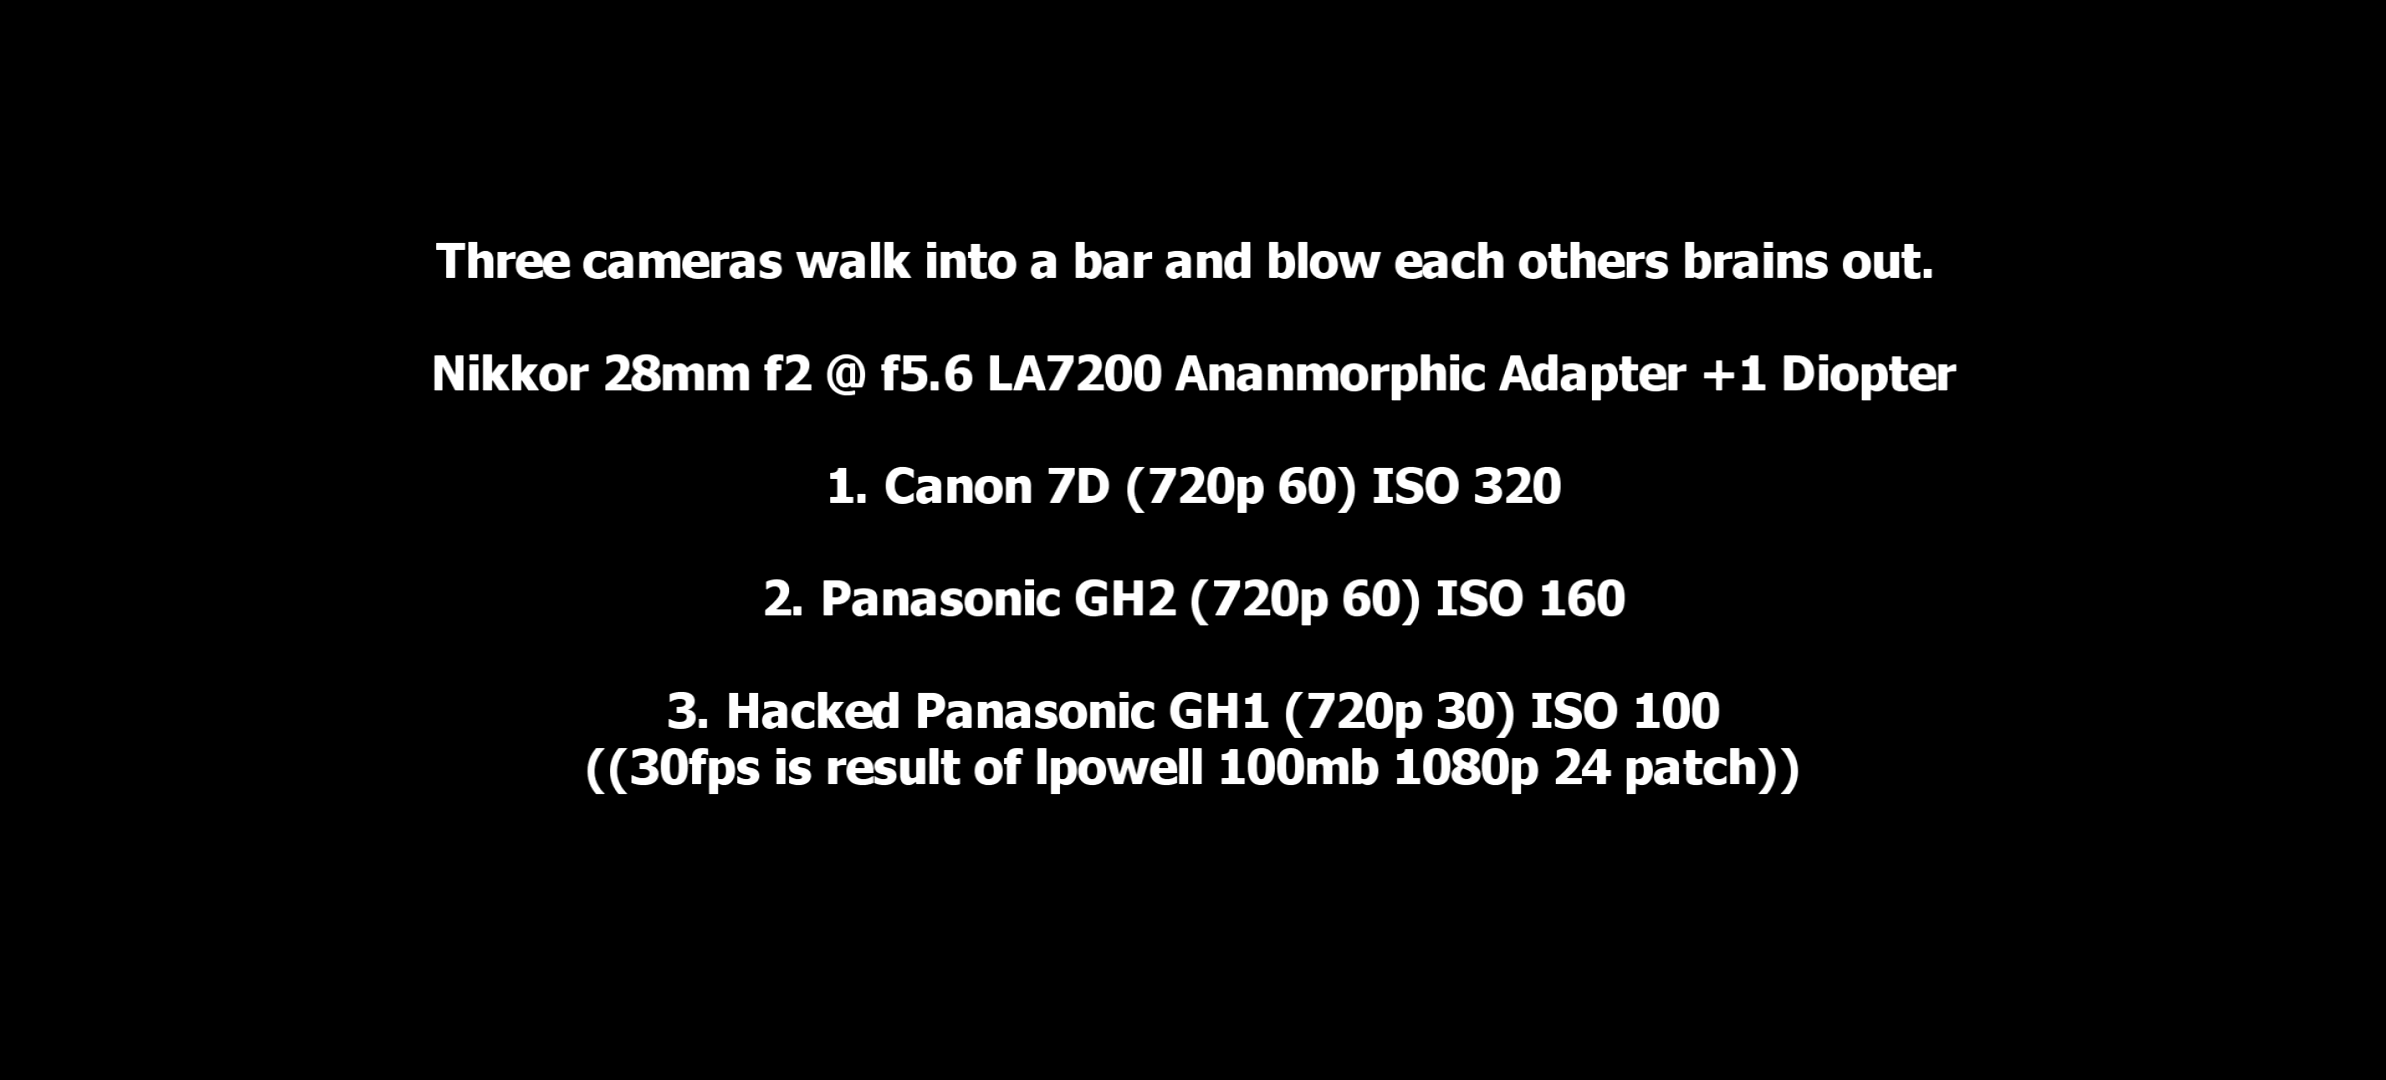 Three cameras walk into a bar and blow each others brains out.
Nikkor 28mm f2 @ f5.6 LA7200 Ananmorphic Adapter +1 Diopter
1. Canon 7D (720p 60) ISO 320
2. Panasonic GH2 (720p 60) ISO 160
3. Hacked Panasonic GH1 (720p 30) ISO 100
((30fps is result of lpowell 100mb 1080p 24 patch))